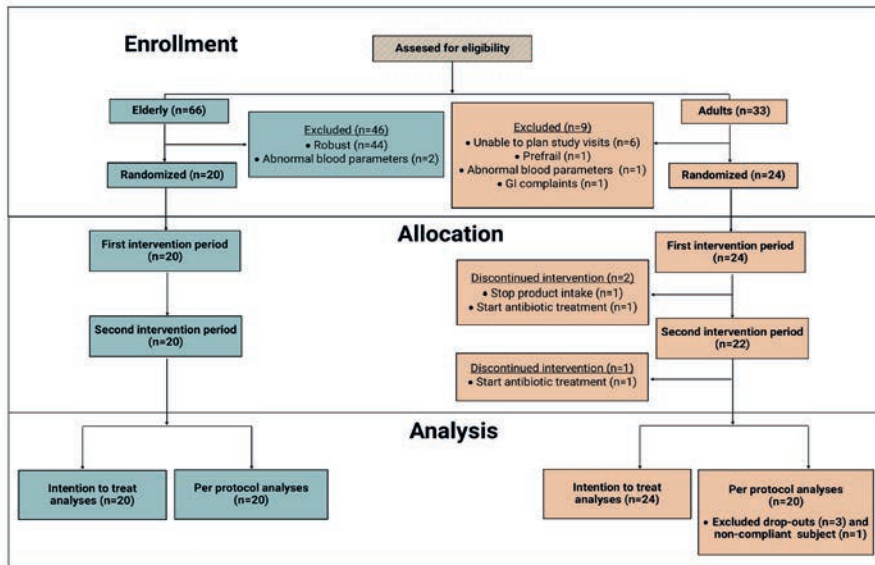 Enrollment
Assesed for eligibility
Elderly (n=66)
Adults (n=33)
Excluded (n=46)
• Robust (n=44)
• Abnormal blood parameters (n=2)
Excluded (n=9)
• Unable to plan study visits (n=6)
• Prefrail (n=1)
• Abnormal blood parameters (n=1)
• GI complaints (n=1)
Randomized (n=20)
Randomized (n=24)
Allocation
First intervention period
(n=20)
First intervention period
(n=24)
Discontinued intervention (n=2)
• Stop product intake (n=1)
• Start antibiotic treatment (n=1)
Second intervention period
(n=20)
Second intervention period
(n=22)
Discontinued intervention (n=1)
• Start antibiotic treatment (n=1)
Analysis
Intention to treat
analyses (n=20)
Per protocol analyses
(n=20)
Intention to treat
analyses (n=24)
Per protocol analyses
(n=20)
• Excluded drop-outs (n=3) and
non-compliant subject (n=1)